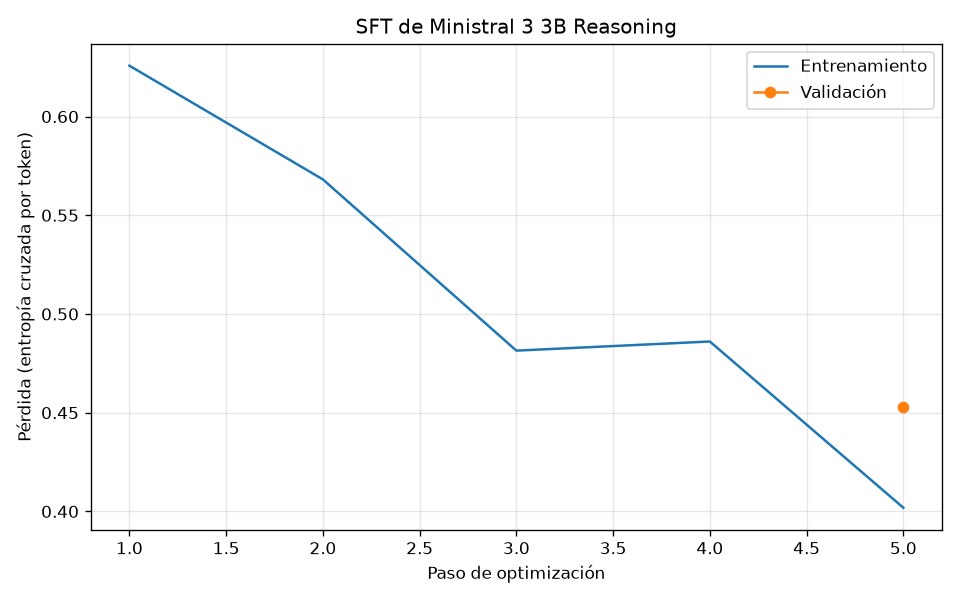 SFT de Ministral 3 3B Reasoning
Entrenamiento
Validación
Pérdida (entropía cruzada por token)
0.60
0.55
0.50
0.45
0.40
1.0 1.5 2.0 2.5 3.0 3.5 4.0 4.5 5.0
Paso de optimización